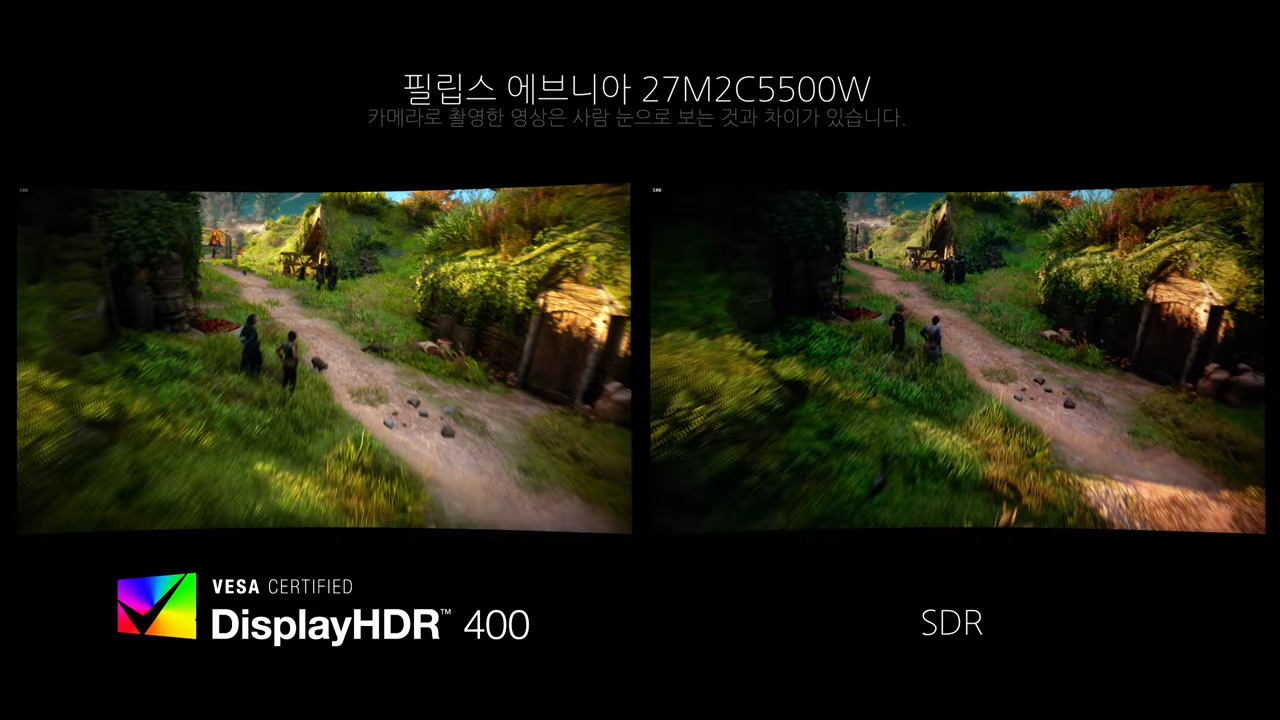 필립스 에브니아 27M2C5500W
카메라로 촬영한 영상은 사람 눈으로 보는 것과 차이가 있습니다.
180
180
VESA CERTIFIED
DisplayHDR™ 400
SDR